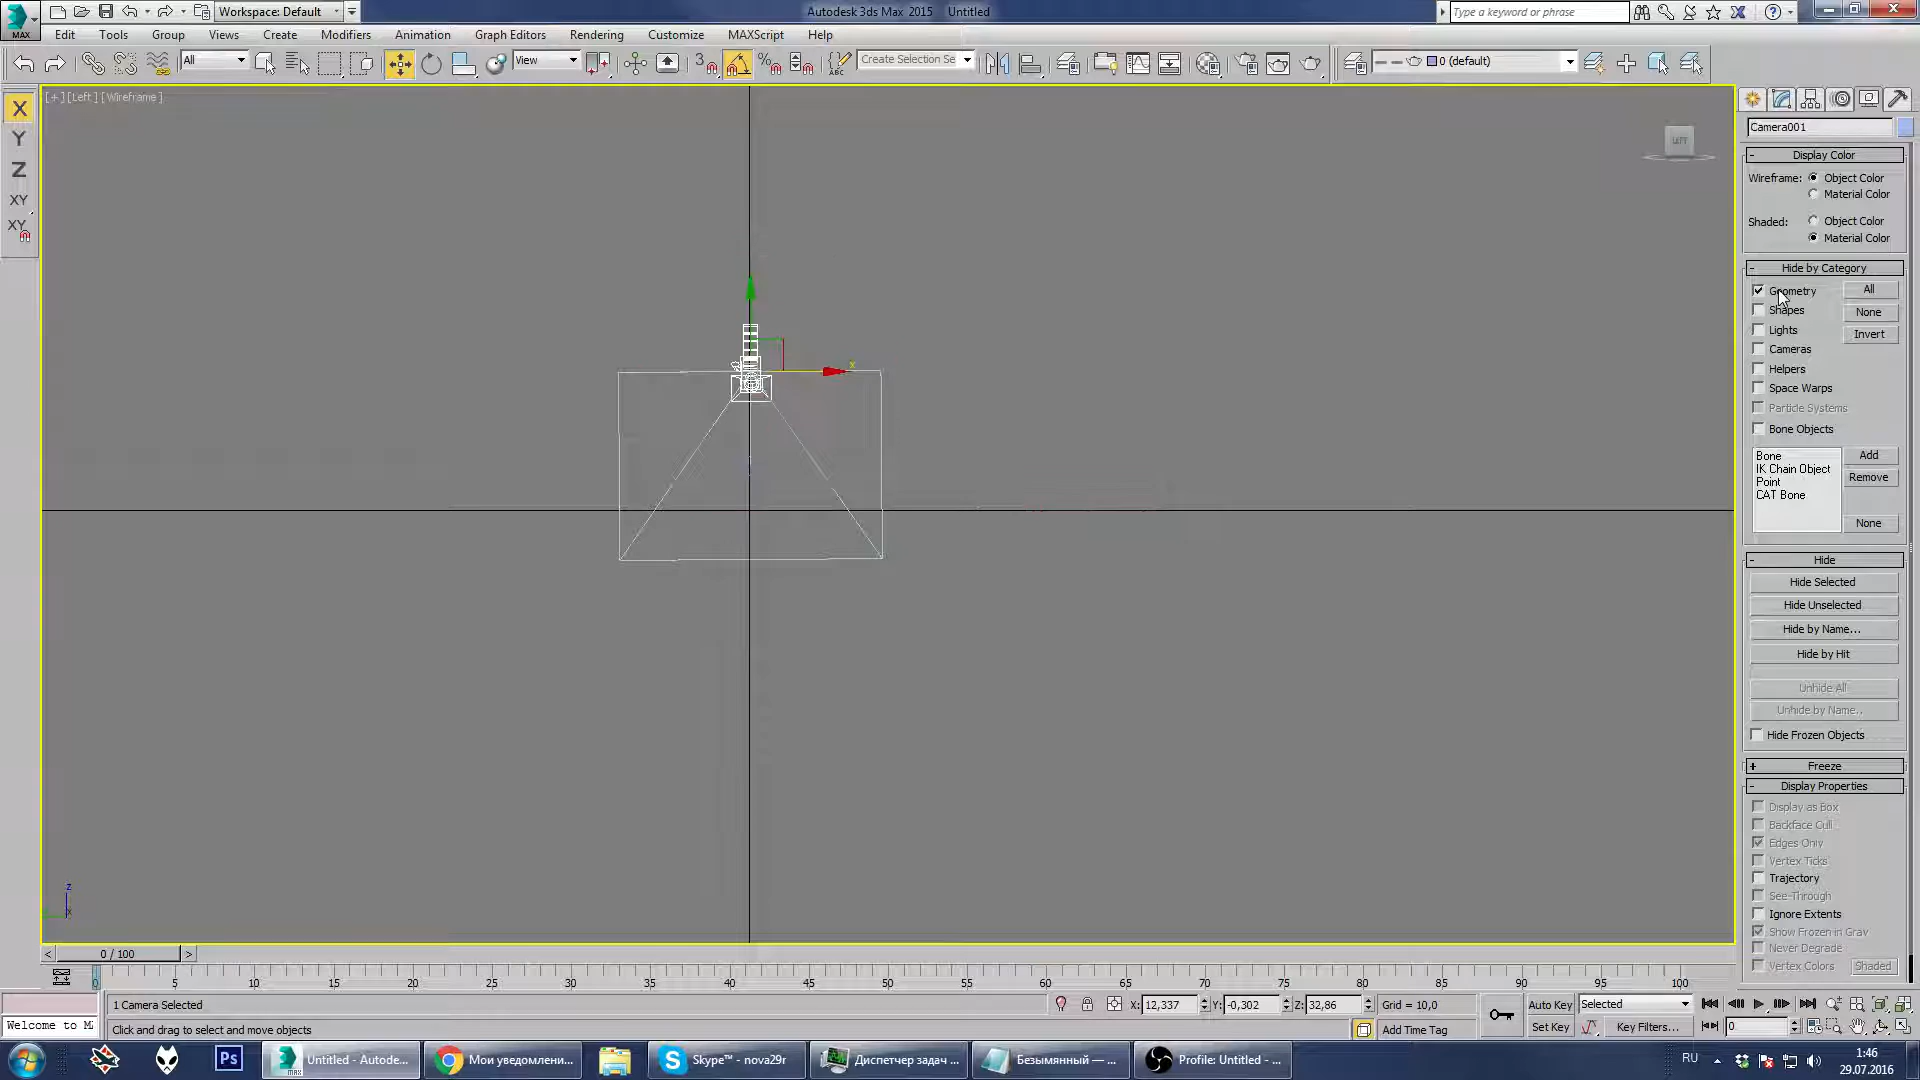 MAX
Workspace: Default
Autodesk 3ds Max 2015
Untitled
Type a keyword or phrase
Edit
Tools
Group
Views
Create
Modifiers
Animation
Graph Editors
Rendering
Customize
MAXScript
Help
All
View
3
ABC
Create Selection Se
0 (default)
[+][Left][Wireframe]
X
Y
Z
XY
XY
LEFT
x
z
x
Camera001
Display Color
Wireframe:
Object Color
Material Color
Shaded:
Object Color
Material Color
Hide by Category
Geometry
All
Shapes
None
Lights
Invert
Cameras
Helpers
Space Warps
Particle Systems
Bone Objects
Bone
Add
IK Chain Object
Point
Remove
CAT Bone
None
Hide
Hide Selected
Hide Unselected
Hide by Name...
Hide by Hit
Unhide All
Unhide by Name..
Hide Frozen Objects
Freeze
Display Properties
Display as Box
Backface Cull
Edges Only
Vertex Ticks
Trajectory
See-Through
Ignore Extents
Show Frozen in Gray
Never Degrade
Vertex Colors
Shaded
< 0 / 100 >
0 5 10 15 20 25 30 35 40 45 50 55 60 65 70 75 80 85 90 95 100
1 Camera Selected
X: 12,337
Y: -0,302
Z: 32,86
Grid = 10,0
Auto Key
Selected
Welcome to M
Click and drag to select and move objects
Add Time Tag
Set Key
Key Filters...
0
Ps
MAX
Untitled - Autode...
Мои уведомлени...
Skype™ - nova29r
Диспетчер задач ...
Безымянный — ...
Profile: Untitled - ...
RU
1:46
29.07.2016